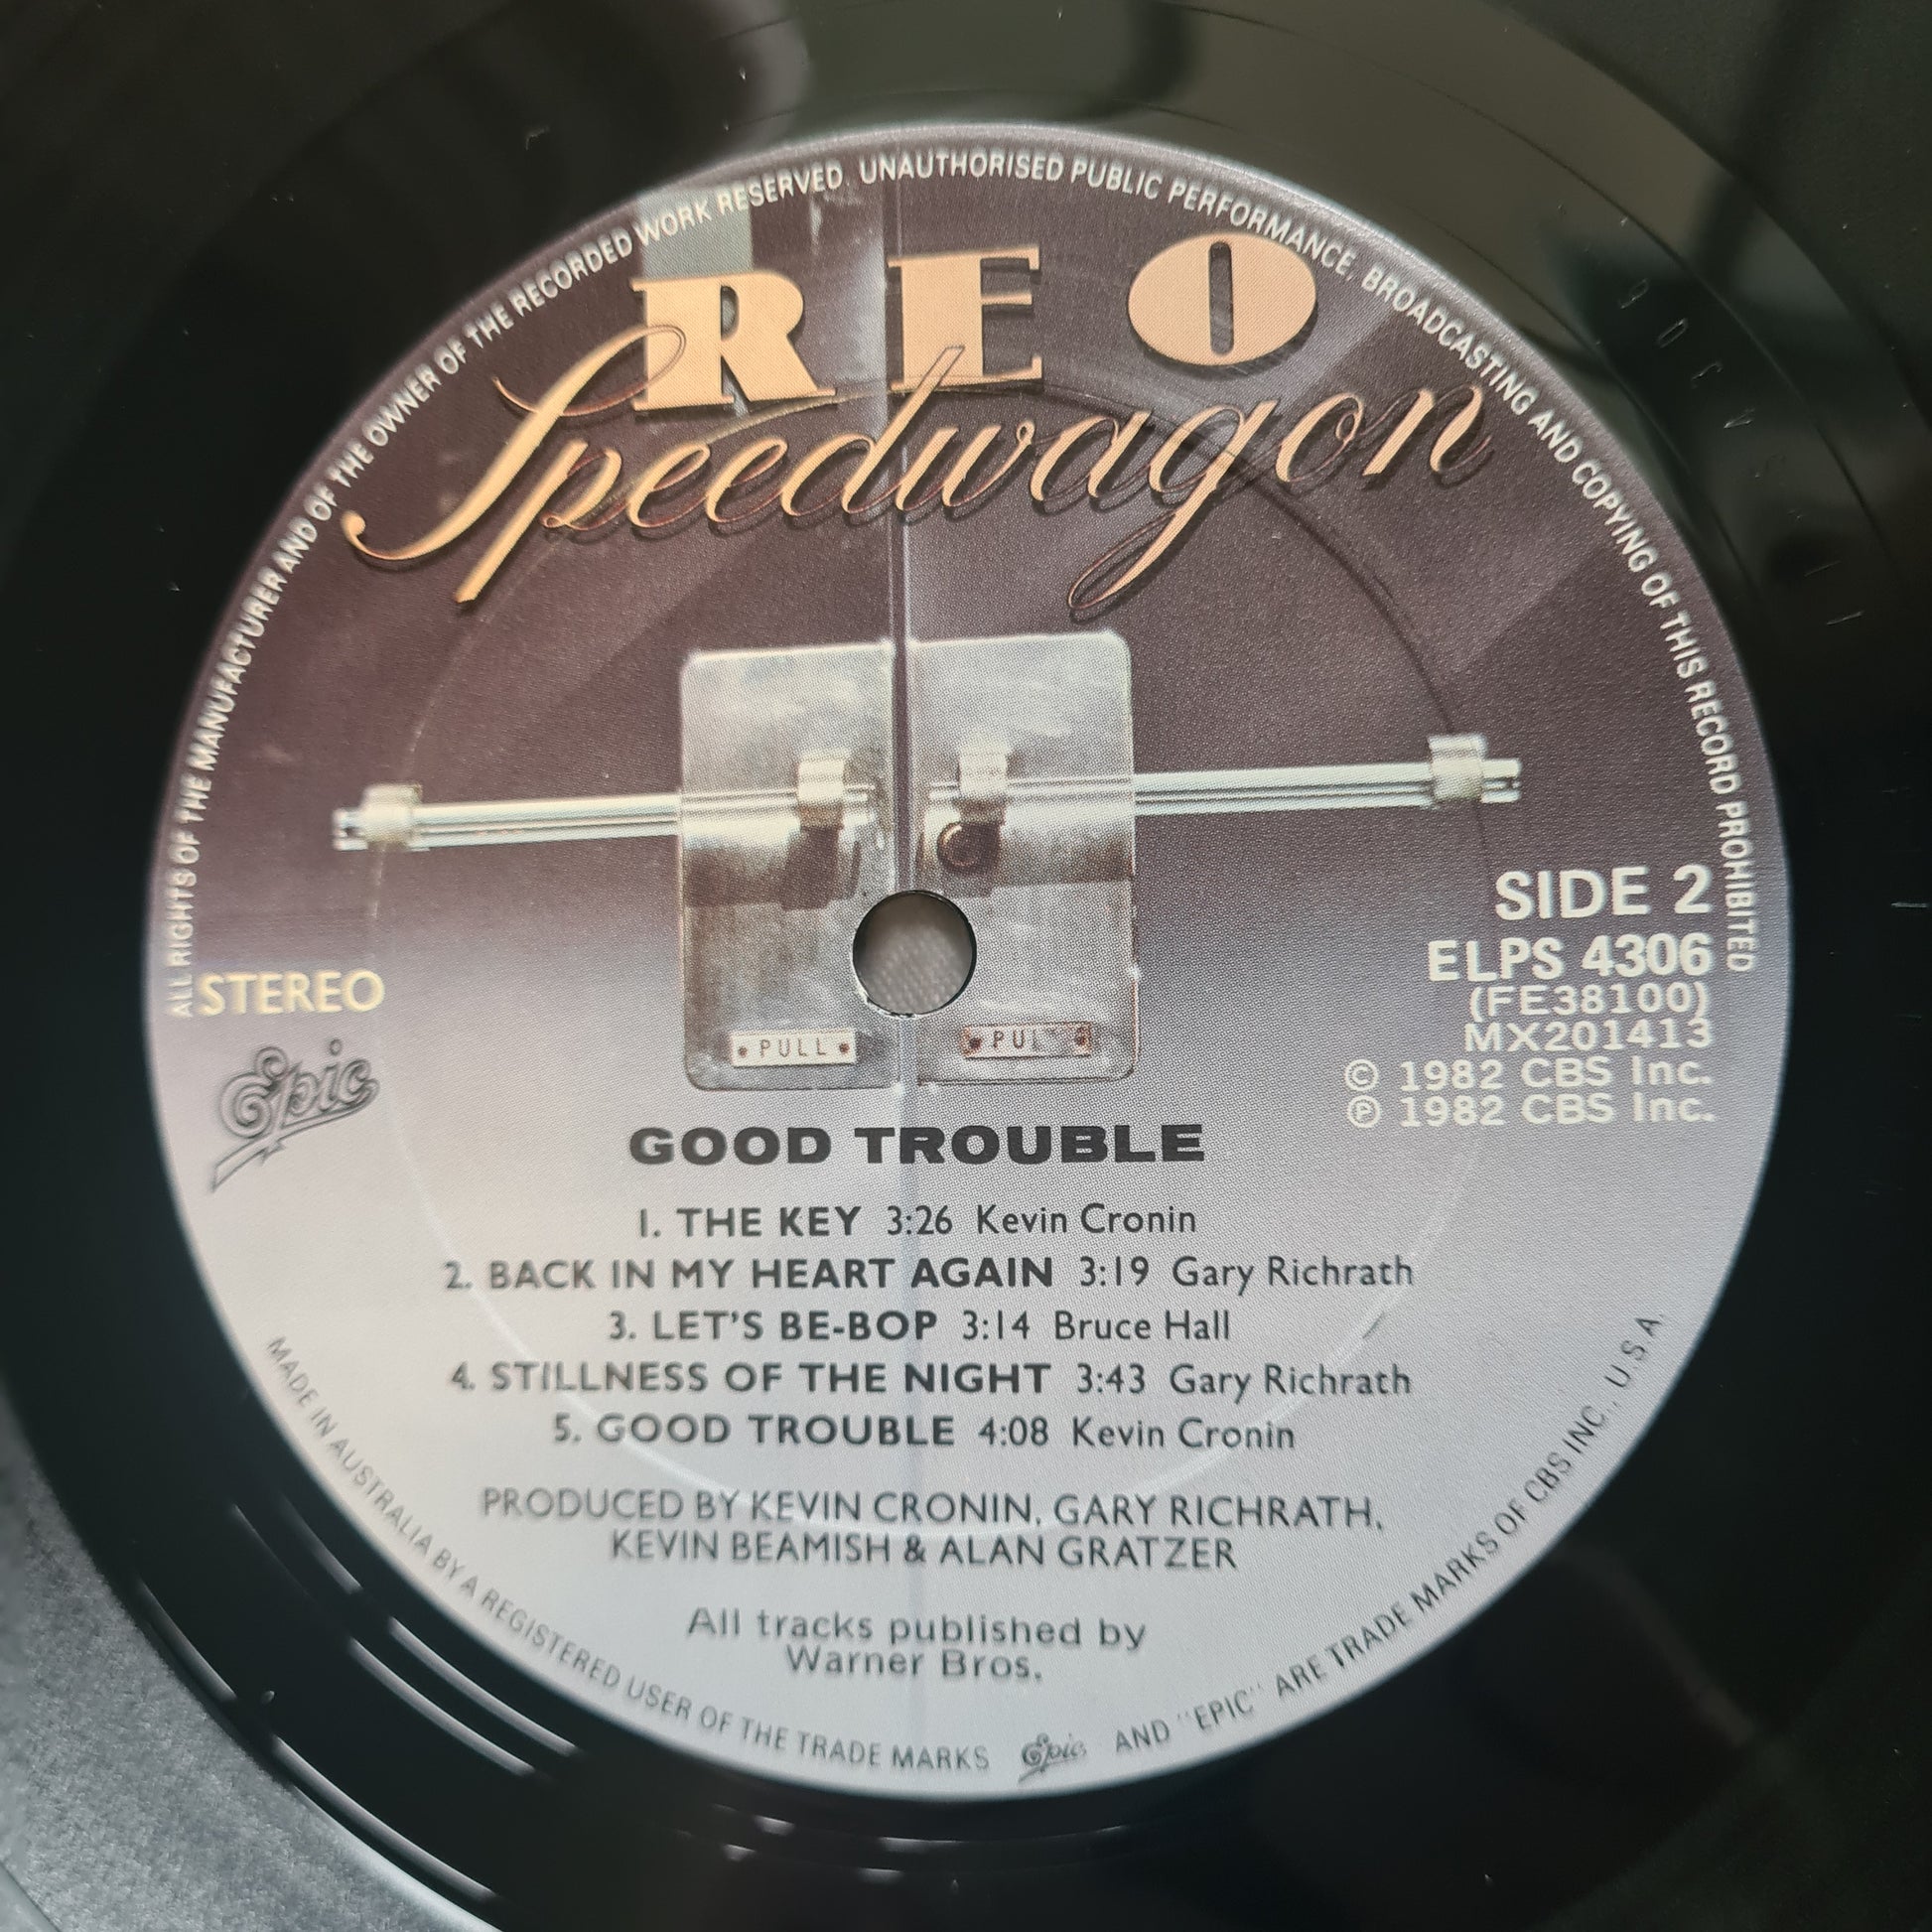 ALL RIGHTS OF THE MANUFACTURER AND OF THE OWNER OF THE RECORDED WORK RESERVED. UNAUTHORISED PUBLIC PERFORMANCE, BROADCASTING AND COPYING OF THIS RECORD PROHIBITED
REO
Speedwagon
SIDE 2
ELPS 4306
(FE38100)
MX201413
© 1982 CBS Inc.
℗ 1982 CBS Inc.
STEREO
Epic
PULL
PUL
GOOD TROUBLE
1. THE KEY 3:26 Kevin Cronin
2. BACK IN MY HEART AGAIN 3:19 Gary Richrath
3. LET'S BE-BOP 3:14 Bruce Hall
4. STILLNESS OF THE NIGHT 3:43 Gary Richrath
5. GOOD TROUBLE 4:08 Kevin Cronin
PRODUCED BY KEVIN CRONIN, GARY RICHRATH,
KEVIN BEAMISH & ALAN GRATZER
All tracks published by
Warner Bros.
MADE IN AUSTRALIA BY A REGISTERED USER OF THE TRADE MARKS Epic AND "EPIC" ARE TRADE MARKS OF CBS INC., U.S.A.